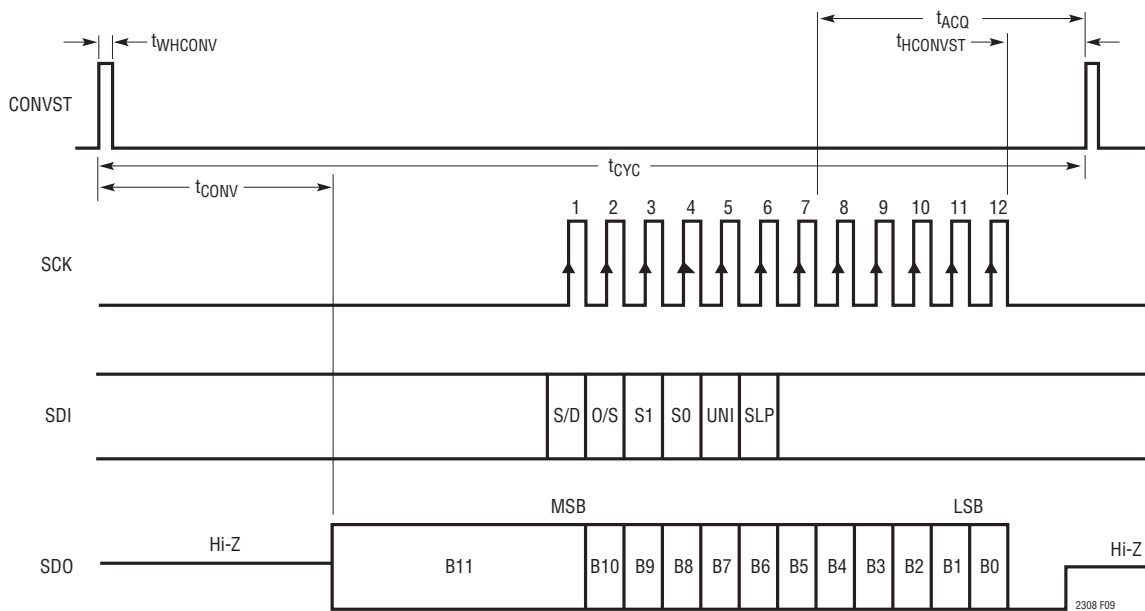 tACQ
tWHCONV
tHCONVST
CONVST
tCYC
tCONV
1 2 3 4 5 6 7 8 9 10 11 12
SCK
SDI
S/D O/S S1 S0 UNI SLP
MSB LSB
SDO
Hi-Z B11 B10 B9 B8 B7 B6 B5 B4 B3 B2 B1 B0 Hi-Z
2308 F09